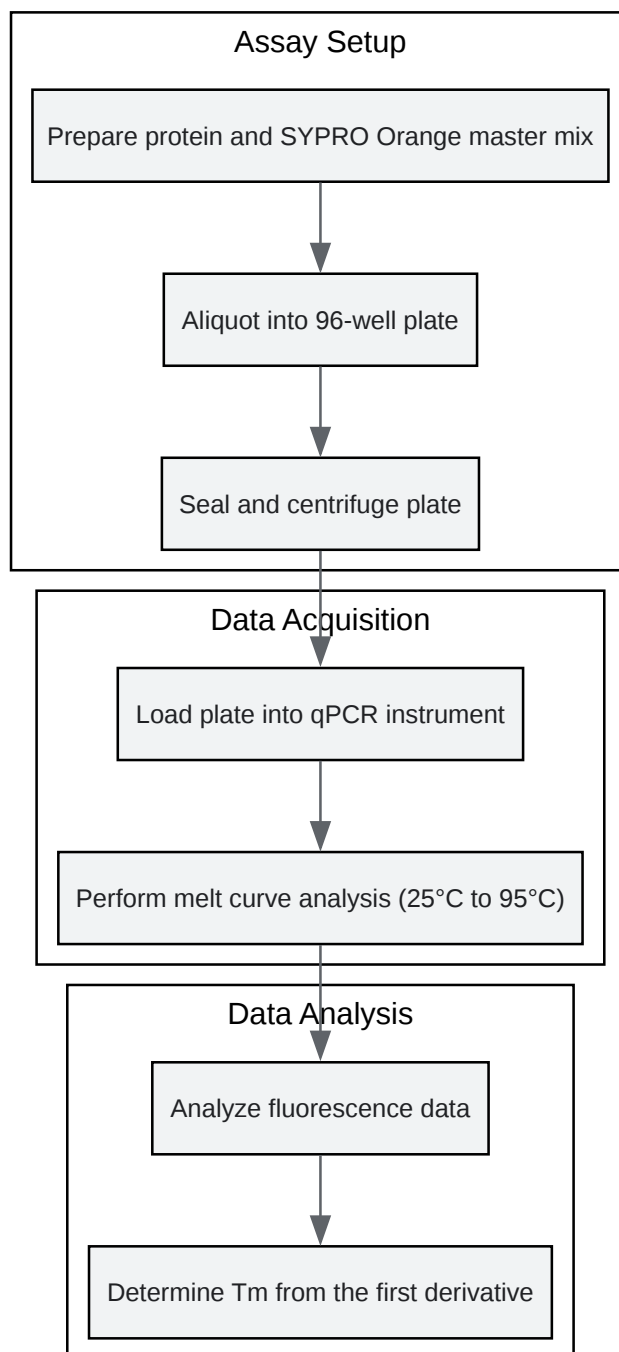 Assay Setup
Prepare protein and SYPRO Orange master mix
Aliquot into 96-well plate
Seal and centrifuge plate
Data Acquisition
Load plate into qPCR instrument
Perform melt curve analysis (25°C to 95°C)
Data Analysis
Analyze fluorescence data
Determine Tm from the first derivative